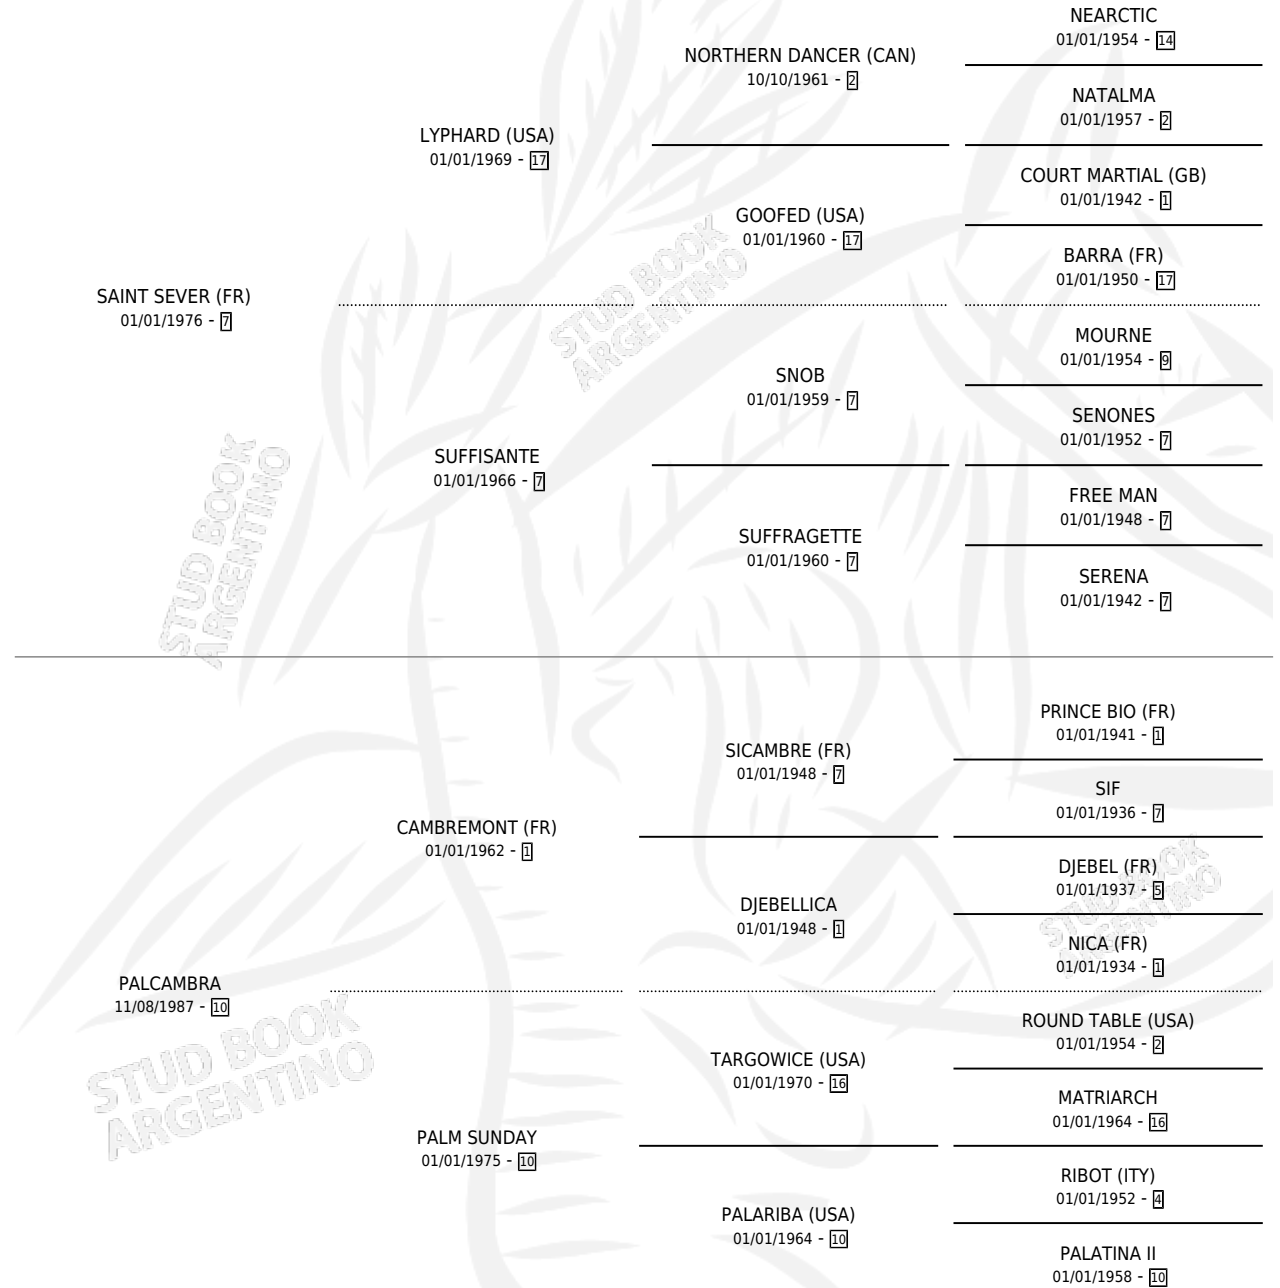 NEARCTIC
01/01/1954 - 14
NORTHERN DANCER (CAN)
10/10/1961 - 2
NATALMA
01/01/1957 - 2
LYPHARD (USA)
01/01/1969 - 17
COURT MARTIAL (GB)
01/01/1942 - 1
GOOFED (USA)
01/01/1960 - 17
BARRA (FR)
01/01/1950 - 17
SAINT SEVER (FR)
01/01/1976 - 7
MOURNE
01/01/1954 - 9
SNOB
01/01/1959 - 7
SENONES
01/01/1952 - 7
SUFFISANTE
01/01/1966 - 7
FREE MAN
01/01/1948 - 7
SUFFRAGETTE
01/01/1960 - 7
SERENA
01/01/1942 - 7
STUD BOOK
ARGENTINO
STUD BOOK
ARGENTINO
PRINCE BIO (FR)
01/01/1941 - 1
SICAMBRE (FR)
01/01/1948 - 7
SIF
01/01/1936 - 7
CAMBREMONT (FR)
01/01/1962 - 1
DJEBEL (FR)
01/01/1937 - 5
DJEBELLICA
01/01/1948 - 1
NICA (FR)
01/01/1934 - 1
PALCAMBRA
11/08/1987 - 10
ROUND TABLE (USA)
01/01/1954 - 2
TARGOWICE (USA)
01/01/1970 - 16
MATRIARCH
01/01/1964 - 16
PALM SUNDAY
01/01/1975 - 10
RIBOT (ITY)
01/01/1952 - 4
PALARIBA (USA)
01/01/1964 - 10
PALATINA II
01/01/1958 - 10
STUD BOOK
ARGENTINO
STUD BOOK
ARGENTINO